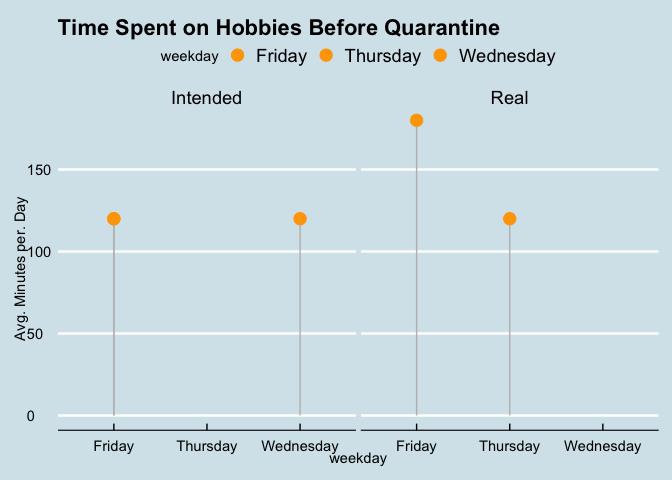 Time Spent on Hobbies Before Quarantine
weekday Friday Thursday Wednesday
Intended Real
Avg. Minutes per. Day
150
100
50
0
Friday Thursday Wednesday Friday Thursday Wednesday
weekday